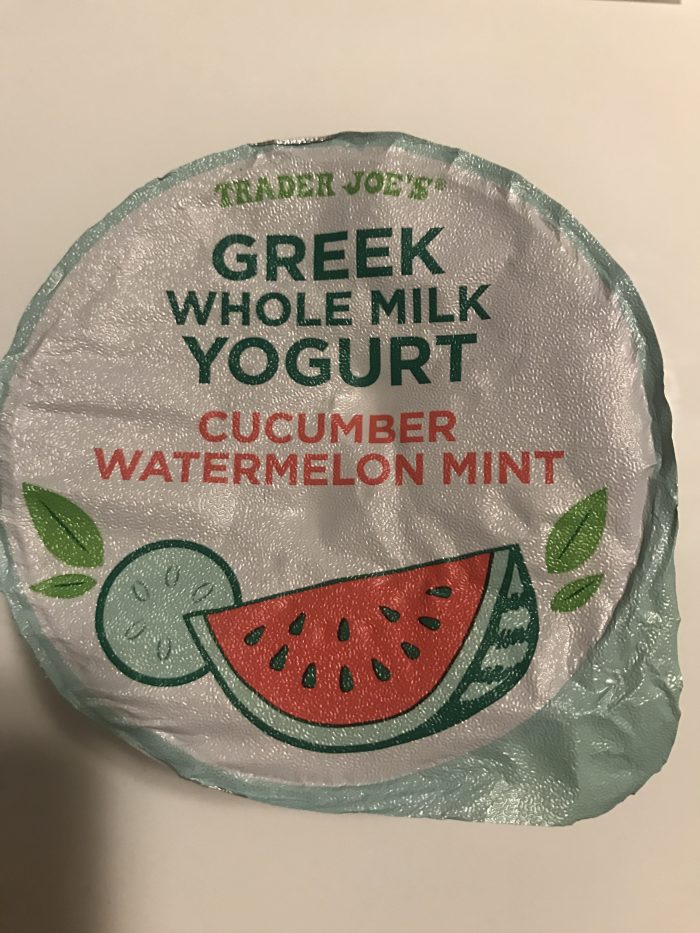 TRADER JOE'S®
GREEK
WHOLE MILK
YOGURT
CUCUMBER
WATERMELON MINT